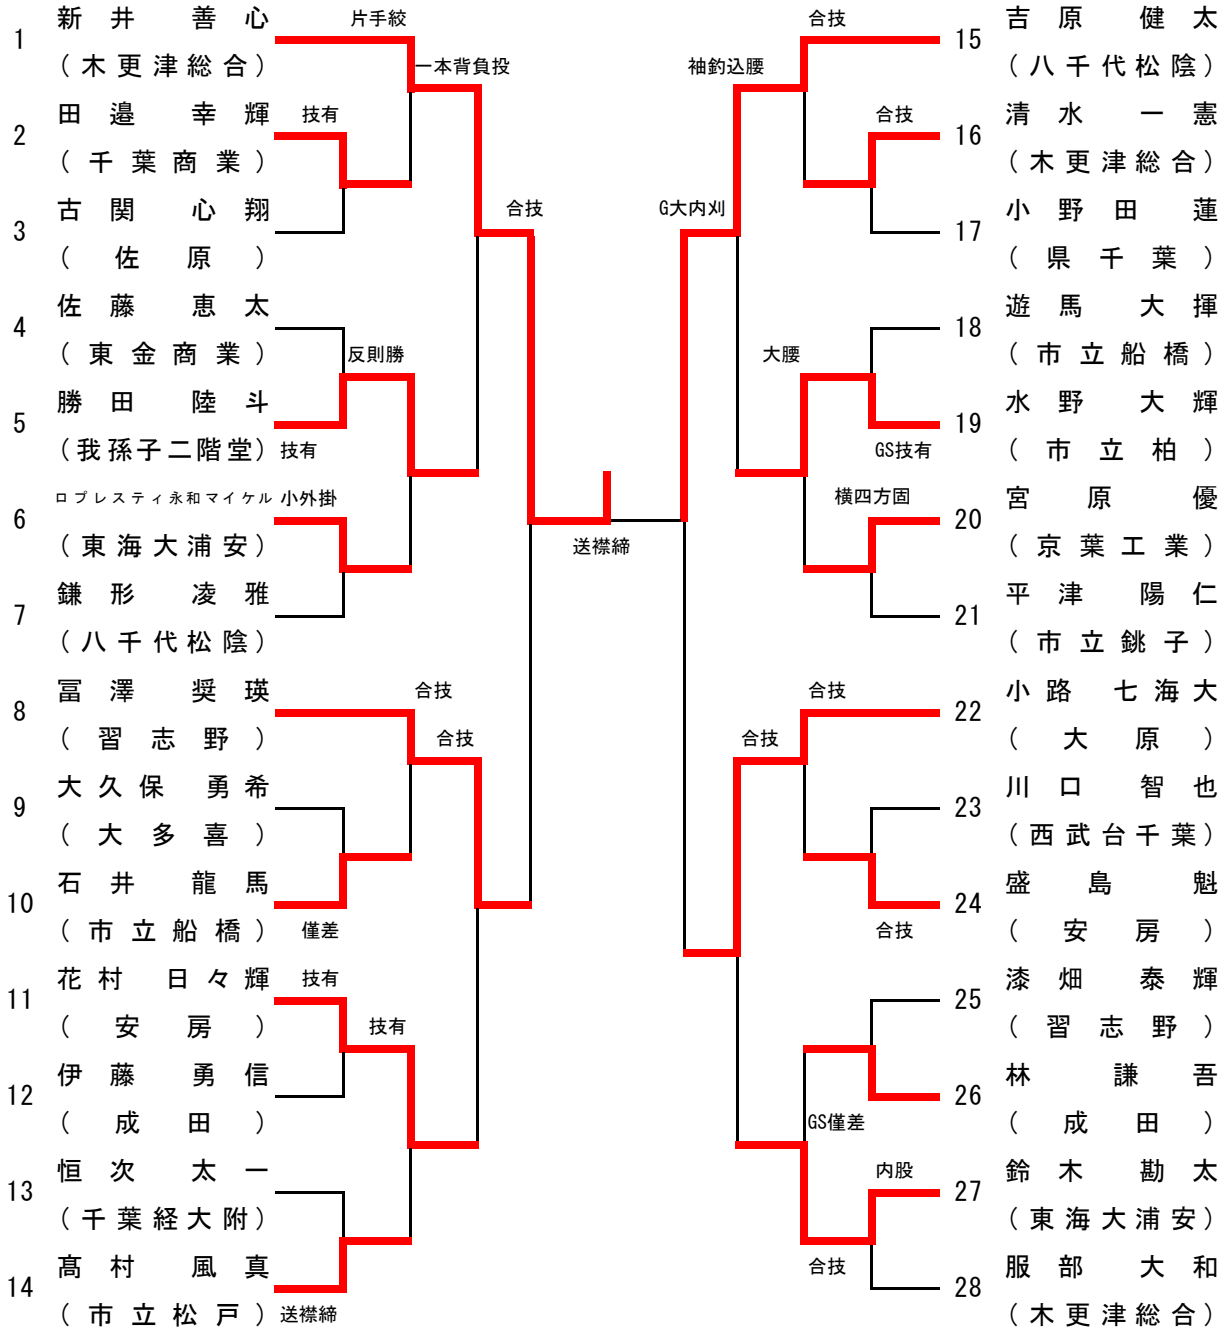 新井 善心
1
(木更津総合)
田邉 幸輝
2
(千葉商業)
古関 心翔
3
(佐原)
佐藤 恵太
4
(東金商業)
勝田 陸斗
5
(我孫子二階堂)
ロプレスティ永和マイケル
6
(東海大浦安)
鎌形 凌雅
7
(八千代松陰)
冨澤 奨瑛
8
(習志野)
大久保 勇希
9
(大多喜)
石井 龍馬
10
(市立船橋)
花村 日々輝
11
(安房)
伊藤 勇信
12
(成田)
恒次 太一
13
(千葉経大附)
髙村 風真
14
(市立松戸)
片手絞
一本背負投
技有
合技
反則勝
技有
小外掛
合技
合技
僅差
技有
技有
送襟締
送襟締
合技
袖釣込腰
合技
G大内刈
大腰
GS技有
横四方固
合技
合技
合技
GS僅差
内股
合技
吉原 健太
15
(八千代松陰)
清水 一憲
16
(木更津総合)
小野田 蓮
17
(県千葉)
遊馬 大揮
18
(市立船橋)
水野 大輝
19
(市立柏)
宮原 優
20
(京葉工業)
平津 陽仁
21
(市立銚子)
小路 七海大
22
(大原)
川口 智也
23
(西武台千葉)
盛島 魁
24
(安房)
漆畑 泰輝
25
(習志野)
林 謙吾
26
(成田)
鈴木 勘太
27
(東海大浦安)
服部 大和
28
(木更津総合)